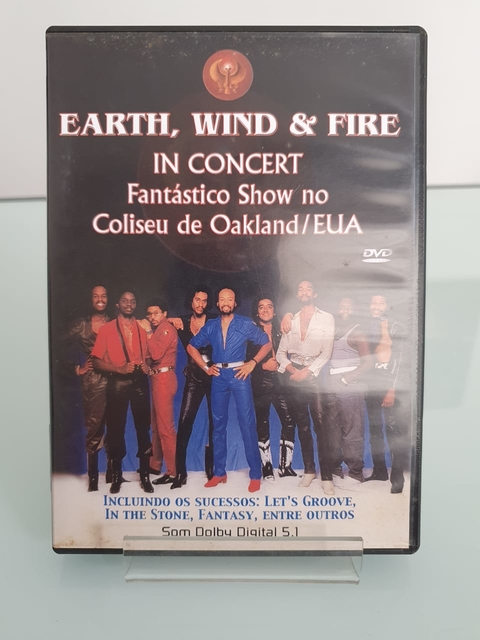 EARTH, WIND & FIRE
IN CONCERT
Fantástico Show no
Coliseu de Oakland/EUA
DVD
INCLUINDO OS SUCESSOS: LET'S GROOVE,
IN THE STONE, FANTASY, ENTRE OUTROS
Som Dolby Digital 5.1